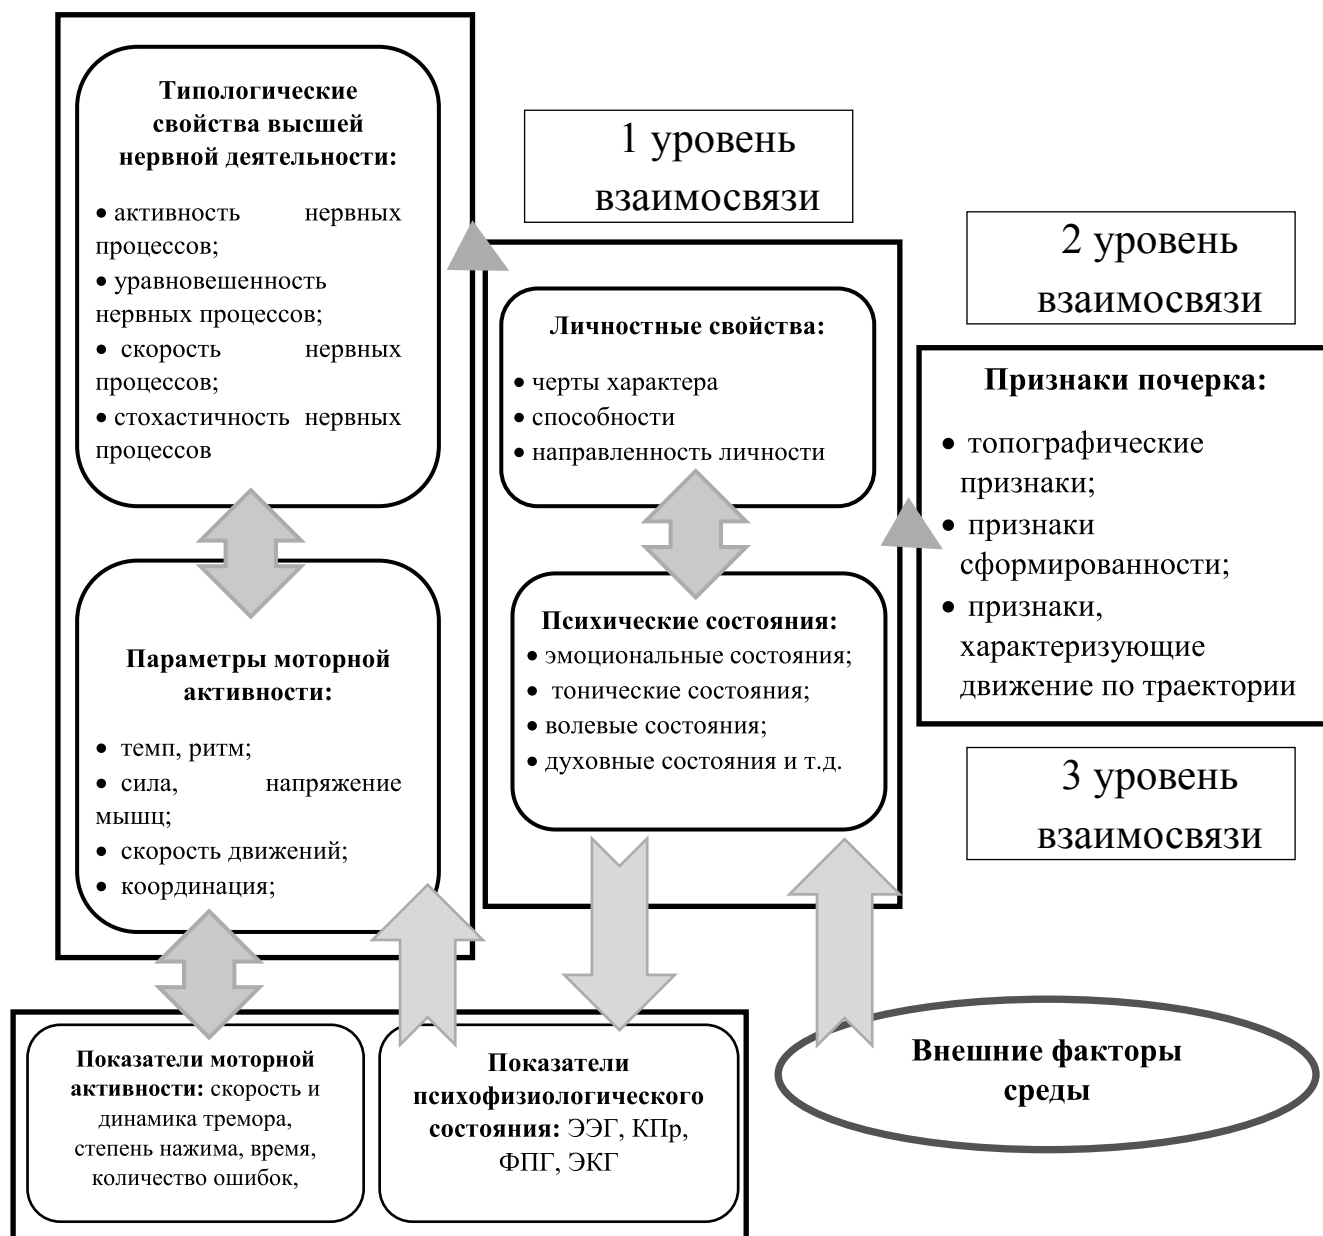 Типологические
свойства высшей
нервной деятельности:
• активность нервных
процессов;
• уравновешенность
нервных процессов;
• скорость нервных
процессов;
• стохастичность нервных
процессов
Параметры моторной
активности:
• темп, ритм;
• сила, напряжение
мышц;
• скорость движений;
• координация;
1 уровень
взаимосвязи
Личностные свойства:
• черты характера
• способности
• направленность личности
Психические состояния:
• эмоциональные состояния;
• тонические состояния;
• волевые состояния;
• духовные состояния и т.д.
2 уровень
взаимосвязи
Признаки почерка:
• топографические
признаки;
• признаки
сформированности;
• признаки,
характеризующие
движение по траектории
3 уровень
взаимосвязи
Показатели моторной
активности: скорость и
динамика тремора,
степень нажима, время,
количество ошибок,
Показатели
психофизиологического
состояния: ЭЭГ, КПр,
ФПГ, ЭКГ
Внешние факторы
среды